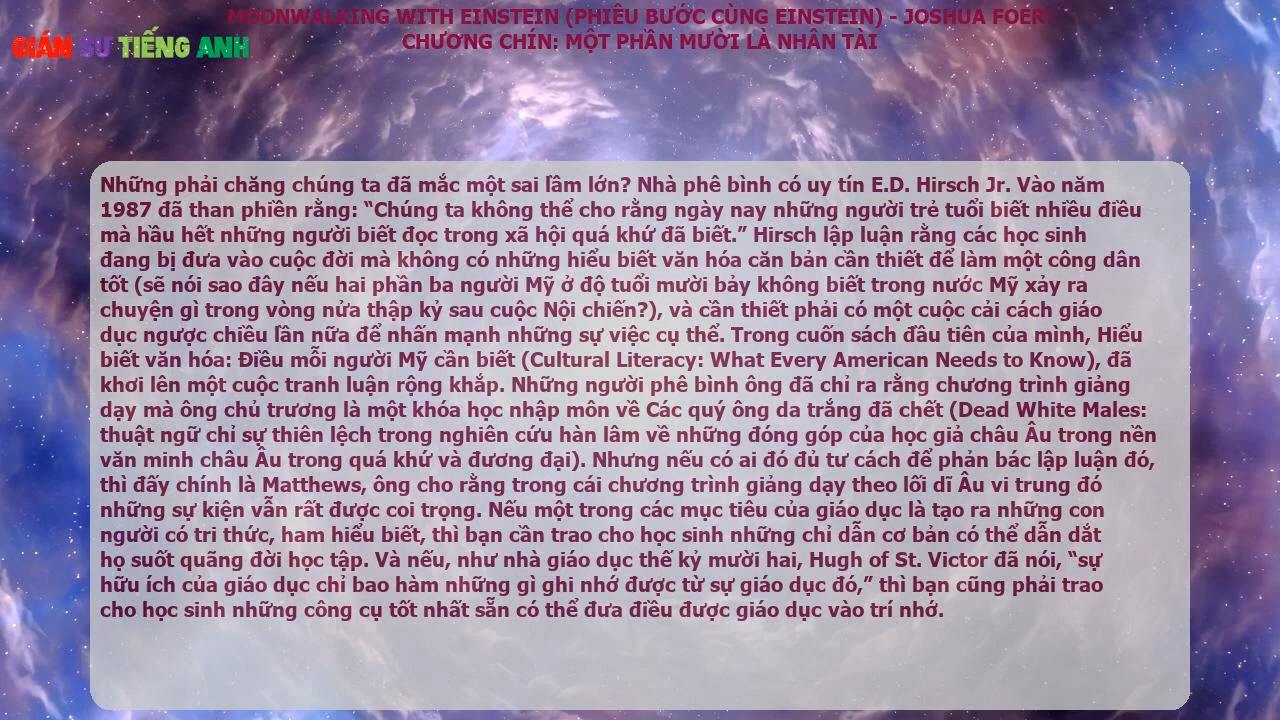 MOONWALKING WITH EINSTEIN (PHIÊU BƯỚC CÙNG EINSTEIN) - JOSHUA FOER
CHƯƠNG CHÍN: MỘT PHẦN MƯỜI LÀ NHÂN TÀI
GIÁN SƯ TIẾNG ANH
Những phải chăng chúng ta đã mắc một sai lầm lớn? Nhà phê bình có uy tín E.D. Hirsch Jr. Vào năm
1987 đã than phiền rằng: “Chúng ta không thể cho rằng ngày nay những người trẻ tuổi biết nhiều điều
mà hầu hết những người biết đọc trong xã hội quá khứ đã biết.” Hirsch lập luận rằng các học sinh
đang bị đưa vào cuộc đời mà không có những hiểu biết văn hóa căn bản cần thiết để làm một công dân
tốt (sẽ nói sao đây nếu hai phần ba người Mỹ ở độ tuổi mười bảy không biết trong nước Mỹ xảy ra
chuyện gì trong vòng nửa thập kỷ sau cuộc Nội chiến?), và cần thiết phải có một cuộc cải cách giáo
dục ngược chiều lần nữa để nhấn mạnh những sự việc cụ thể. Trong cuốn sách đầu tiên của mình, Hiểu
biết văn hóa: Điều mỗi người Mỹ cần biết (Cultural Literacy: What Every American Needs to Know), đã
khơi lên một cuộc tranh luận rộng khắp. Những người phê bình ông đã chỉ ra rằng chương trình giảng
dạy mà ông chủ trương là một khóa học nhập môn về Các quý ông da trắng đã chết (Dead White Males:
thuật ngữ chỉ sự thiên lệch trong nghiên cứu hàn lâm về những đóng góp của học giả châu Âu trong nền
văn minh châu Âu trong quá khứ và đương đại). Nhưng nếu có ai đó đủ tư cách để phản bác lập luận đó,
thì đấy chính là Matthews, ông cho rằng trong cái chương trình giảng dạy theo lối dĩ Âu vi trung đó
những sự kiện vẫn rất được coi trọng. Nếu một trong các mục tiêu của giáo dục là tạo ra những con
người có tri thức, ham hiểu biết, thì bạn cần trao cho học sinh những chỉ dẫn cơ bản có thể dẫn dắt
họ suốt quãng đời học tập. Và nếu, như nhà giáo dục thế kỷ mười hai, Hugh of St. Victor đã nói, “sự
hữu ích của giáo dục chỉ bao hàm những gì ghi nhớ được từ sự giáo dục đó,” thì bạn cũng phải trao
cho học sinh những công cụ tốt nhất sẵn có thể đưa điều được giáo dục vào trí nhớ.